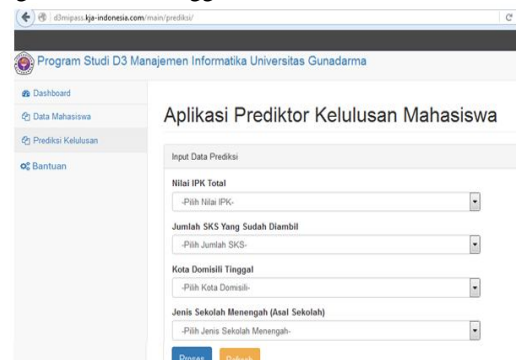 d3mipass.kja-indonesia.com/main/prediksi/
Program Studi D3 Manajemen Informatika Universitas Gunadarma
Dashboard
Data Mahasiswa
Prediksi Kelulusan
Bantuan
Aplikasi Prediktor Kelulusan Mahasiswa
Input Data Prediksi
Nilai IPK Total
-Pilih Nilai IPK-
Jumlah SKS Yang Sudah Diambil
-Pilih Jumlah SKS-
Kota Domisili Tinggal
-Pilih Kota Domisili-
Jenis Sekolah Menengah (Asal Sekolah)
-Pilih Jenis Sekolah Menengah-
Proses